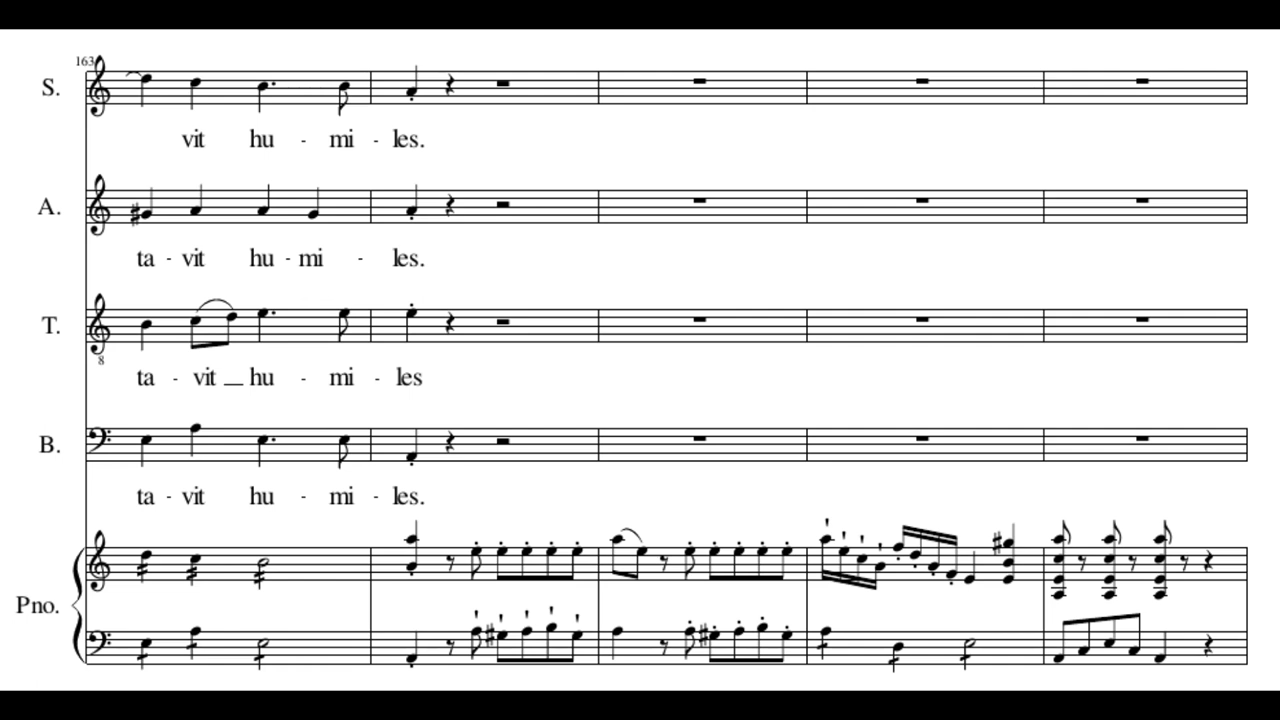 163
S.
vit hu - mi - les.
A.
ta - vit hu - mi - les.
T.
8
ta - vit _ hu - mi - les
B.
ta - vit hu - mi - les.
Pno.